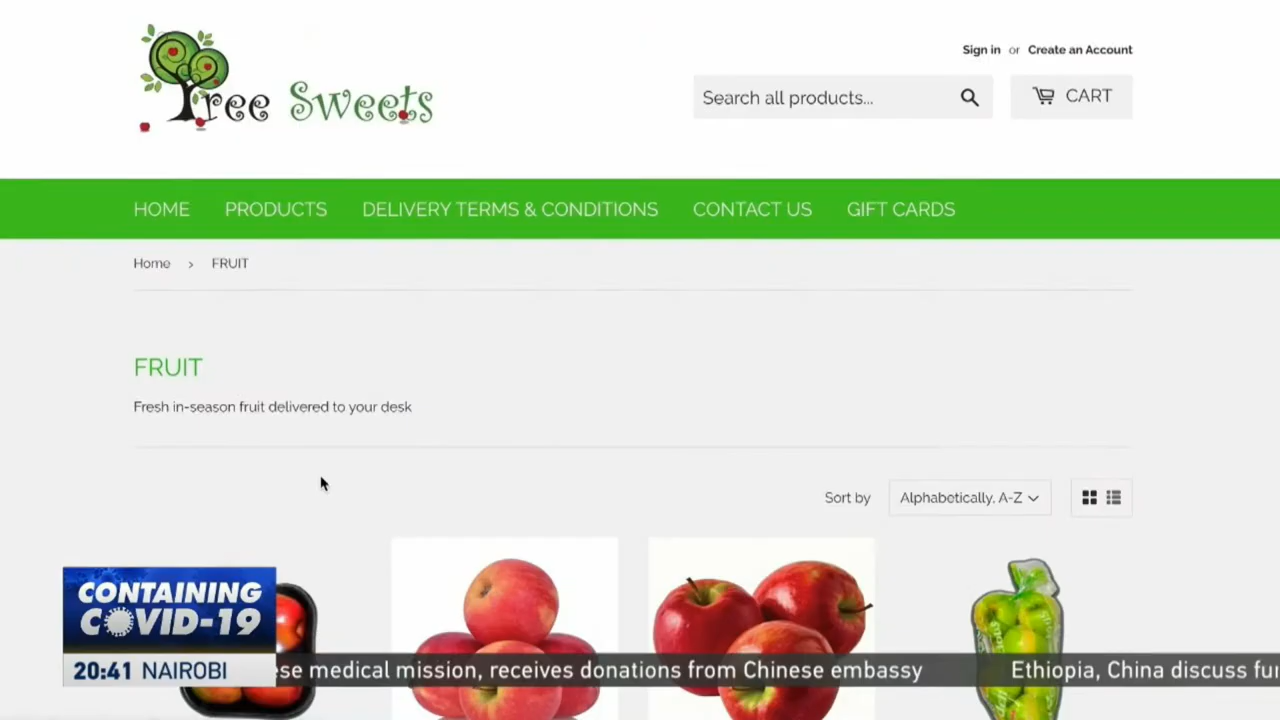 Tree Sweets
Sign in or Create an Account
Search all products...
CART
HOME PRODUCTS DELIVERY TERMS & CONDITIONS CONTACT US GIFT CARDS
Home › FRUIT
FRUIT
Fresh in-season fruit delivered to your desk
Sort by Alphabetically, A-Z
CONTAINING
COVID-19
20:41 NAIROBI
ese medical mission, receives donations from Chinese embassy Ethiopia, China discuss fur